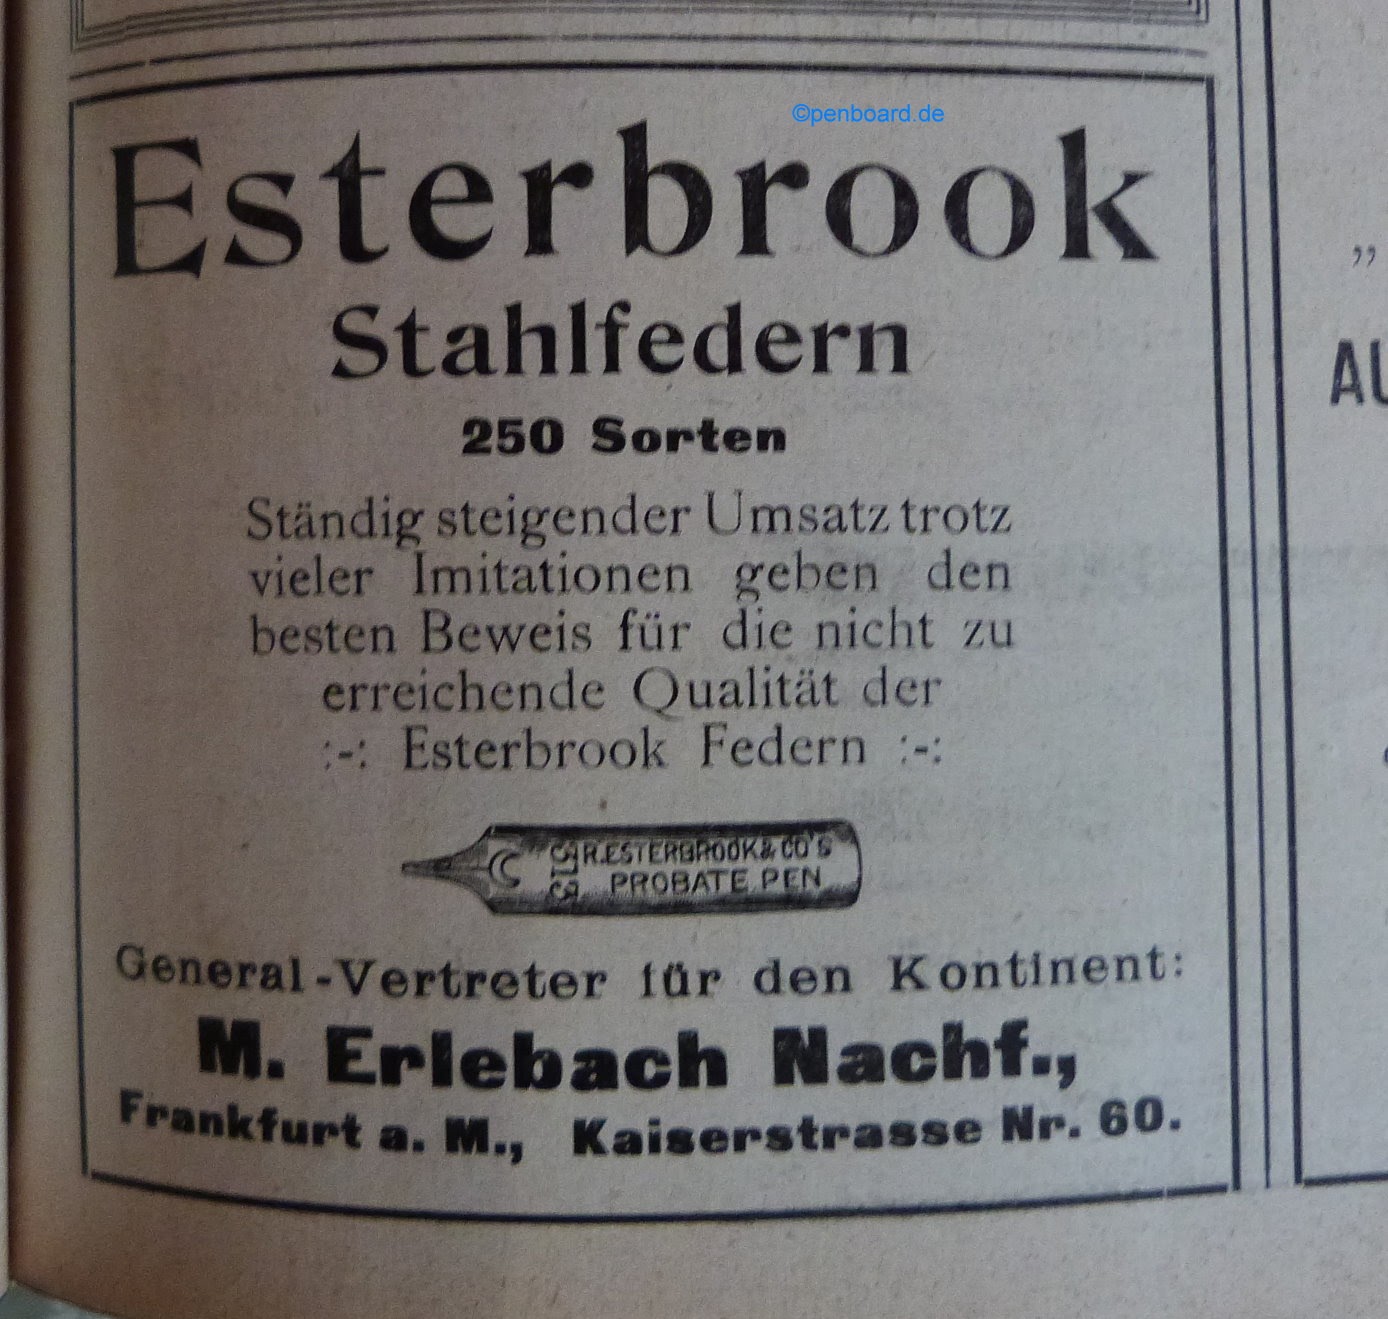 ©penboard.de
Esterbrook
Stahlfedern
250 Sorten
Ständig steigender Umsatz trotz
vieler Imitationen geben den
besten Beweis für die nicht zu
erreichende Qualität der
:-: Esterbrook Federn :-:
313
R.ESTERBROOK & CO'S
PROBATE PEN
General-Vertreter für den Kontinent:
M. Erlebach Nachf.,
Frankfurt a. M., Kaiserstrasse Nr. 60.
„
AU